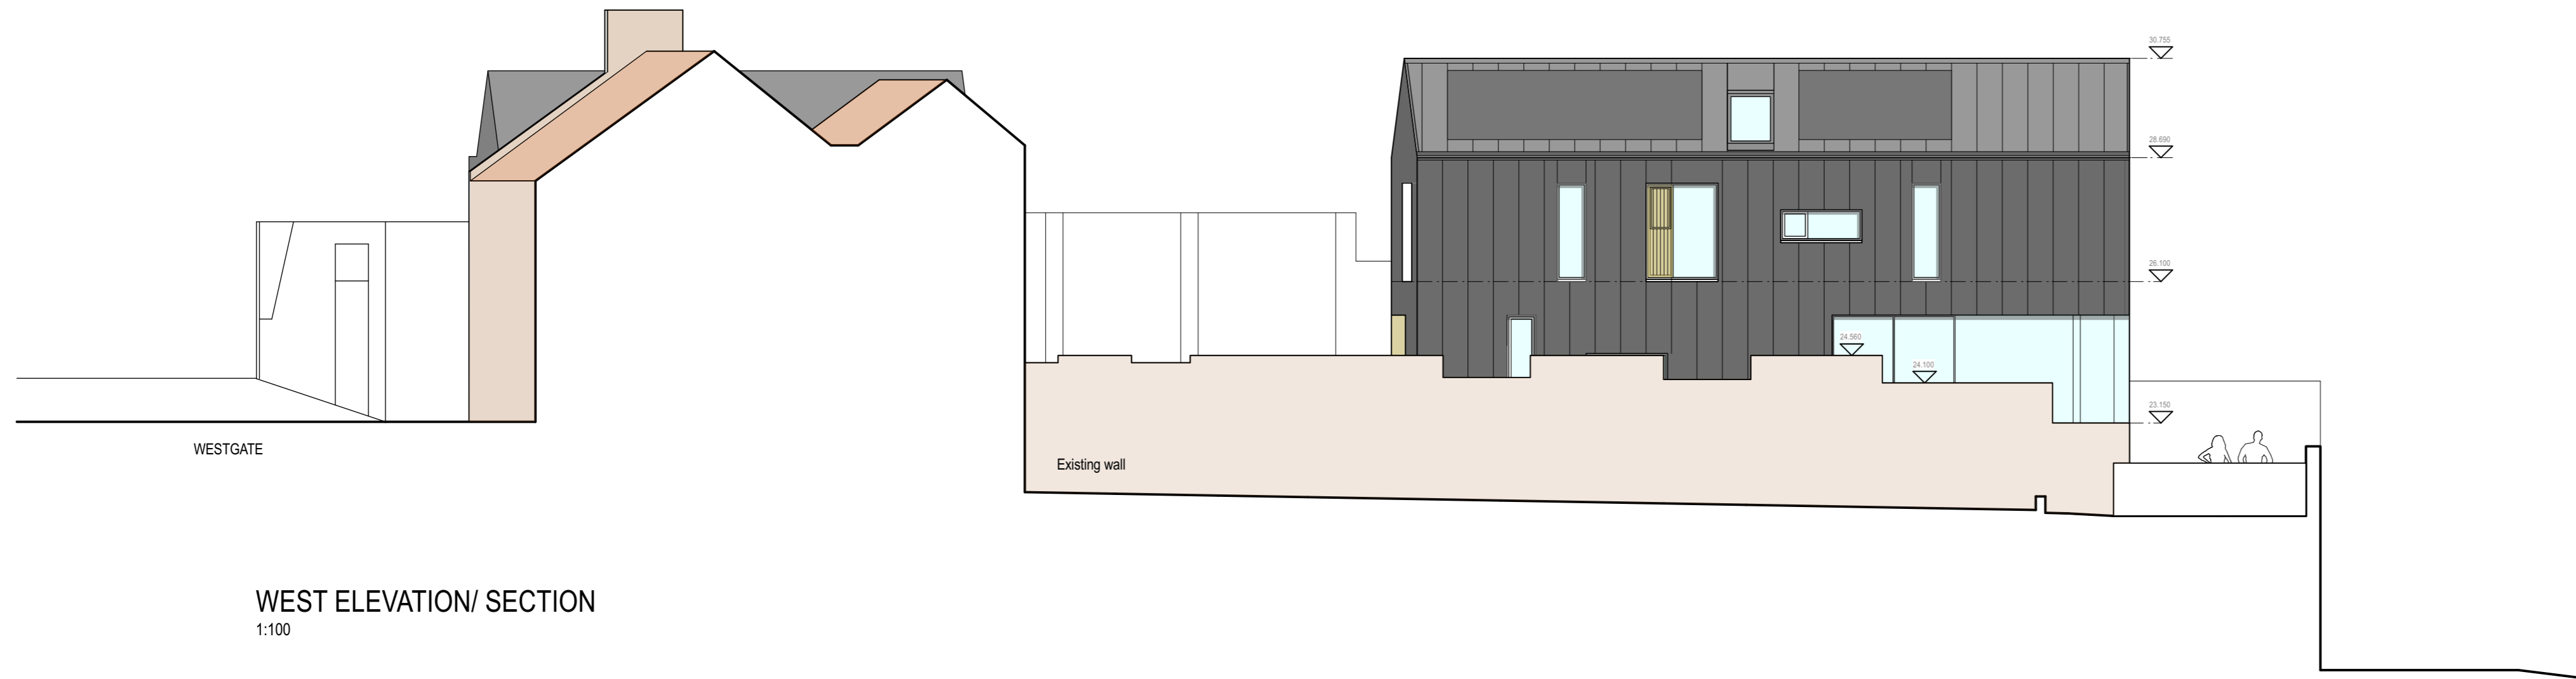 30.755
28.690
26.100
24.560
24.100
23.150
WESTGATE
Existing wall
WEST ELEVATION/ SECTION
1:100